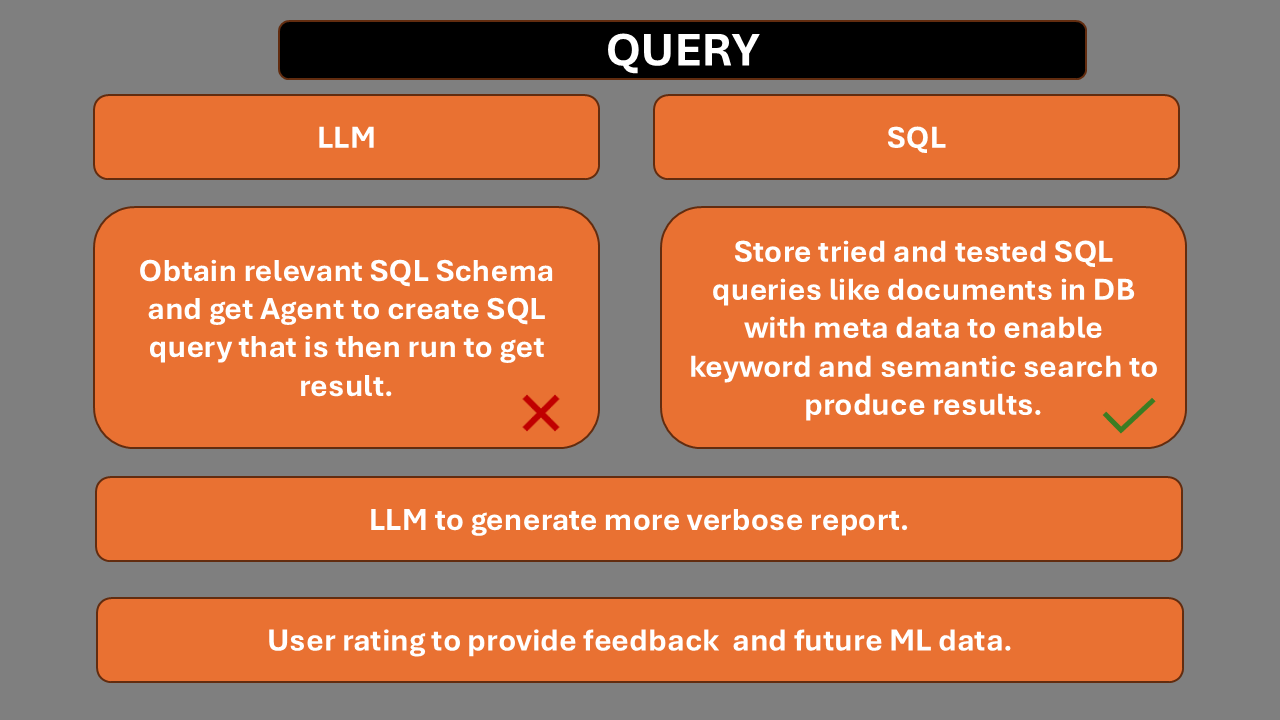 QUERY
LLM
SQL
Obtain relevant SQL Schema
and get Agent to create SQL
query that is then run to get
result.
Store tried and tested SQL
queries like documents in DB
with meta data to enable
keyword and semantic search to
produce results.
LLM to generate more verbose report.
User rating to provide feedback  and future ML data.